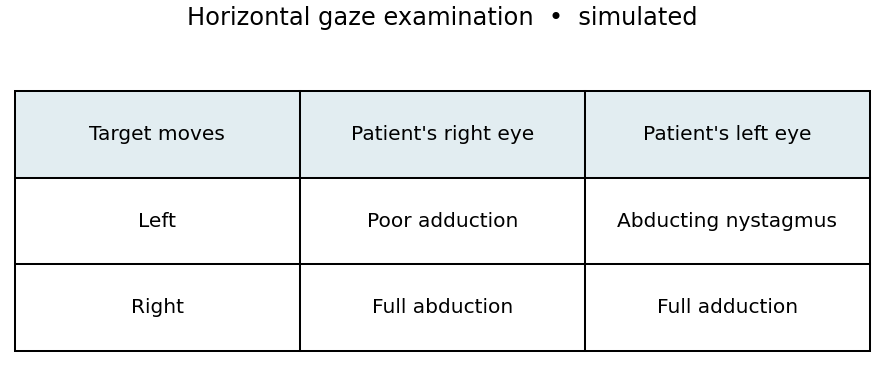 Horizontal gaze examination • simulated
Target moves Patient's right eye Patient's left eye
Left Poor adduction Abducting nystagmus
Right Full abduction Full adduction